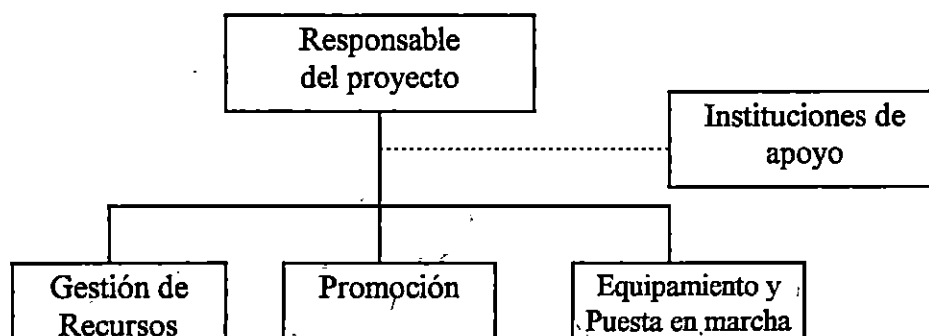 Responsable
del proyecto
Instituciones de
apoyo
Gestión de
Recursos
Promoción
Equipamiento y
Puesta en marcha